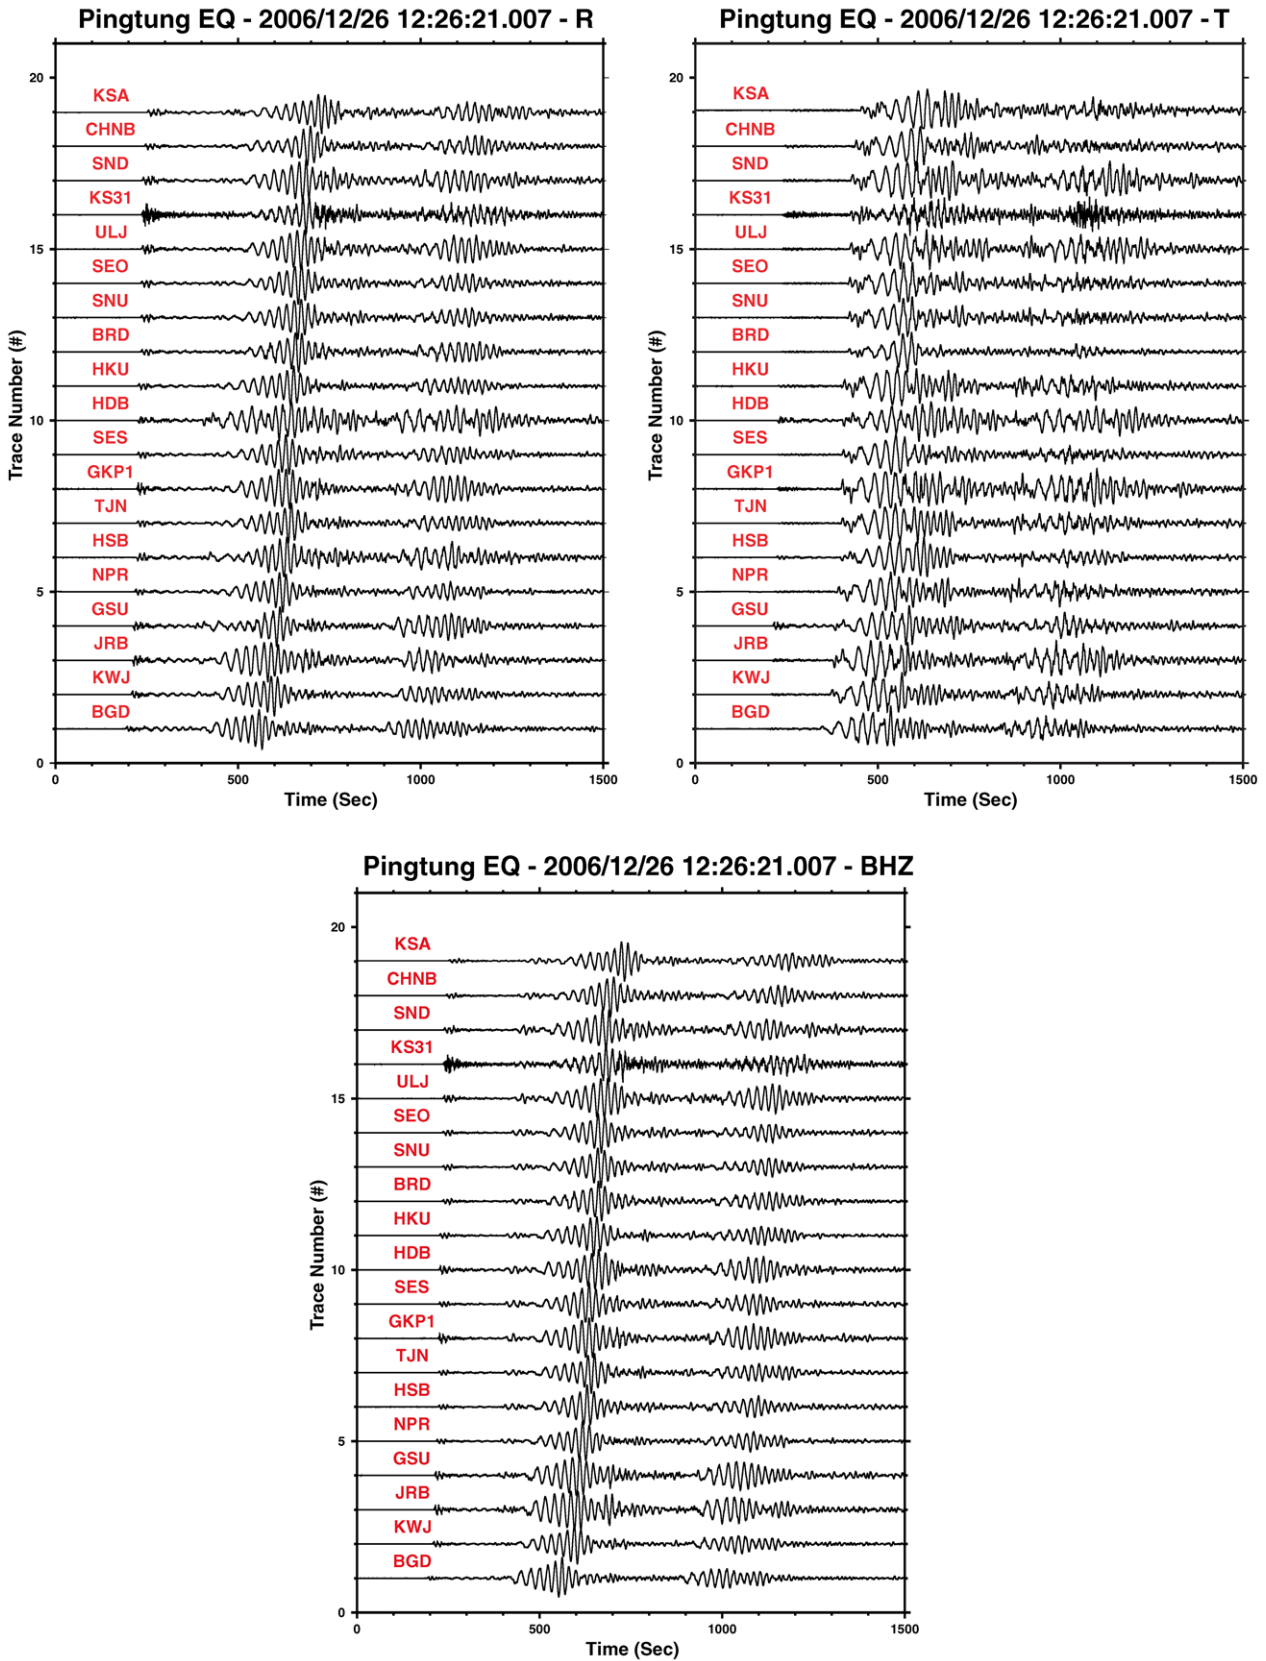 Pingtung EQ - 2006/12/26 12:26:21.007 - R
20
KSA
CHNB
SND
KS31
ULJ
15
SEO
SNU
BRD
HKU
HDB
10
SES
GKP1
TJN
HSB
NPR
5
GSU
JRB
KWJ
BGD
0
Trace Number (#)
0 500 1000 1500
Time (Sec)
Pingtung EQ - 2006/12/26 12:26:21.007 - T
20
KSA
CHNB
SND
KS31
ULJ
15
SEO
SNU
BRD
HKU
HDB
10
SES
GKP1
TJN
HSB
NPR
5
GSU
JRB
KWJ
BGD
0
Trace Number (#)
0 500 1000 1500
Time (Sec)
Pingtung EQ - 2006/12/26 12:26:21.007 - BHZ
20
KSA
CHNB
SND
KS31
ULJ
15
SEO
SNU
BRD
HKU
HDB
10
SES
GKP1
TJN
HSB
NPR
5
GSU
JRB
KWJ
BGD
0
Trace Number (#)
0 500 1000 1500
Time (Sec)